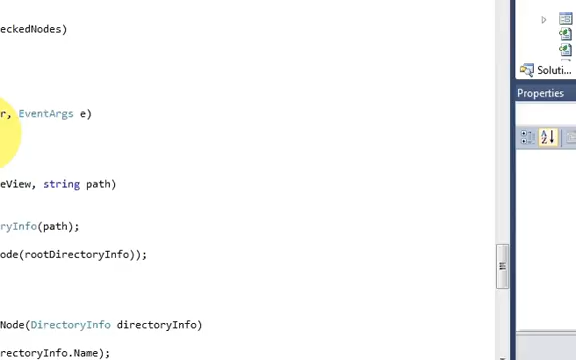 eckedNodes)
r, EventArgs e)
eView, string path)
ryInfo(path);
ode(rootDirectoryInfo));
Node(DirectoryInfo directoryInfo)
rectoryInfo.Name);
Soluti...
Properties